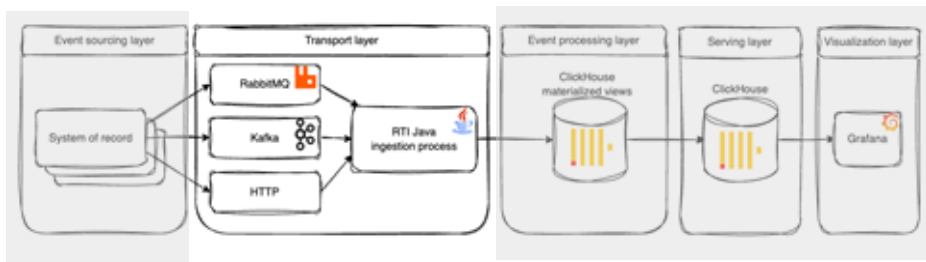 Event sourcing layer
Transport layer
Event processing layer
Serving layer
Visualization layer
System of record
RabbitMQ
Kafka
HTTP
RTI Java
ingestion process
ClickHouse
materialized views
ClickHouse
Grafana